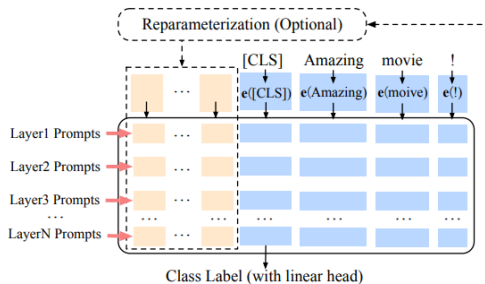 Reparameterization (Optional)
[CLS] Amazing movie !
... e([CLS]) e(Amazing) e(moive) e(!)
Layer1 Prompts ...
Layer2 Prompts ...
Layer3 Prompts ...
... ... ... ... ... ... ...
LayerN Prompts ...
Class Label (with linear head)